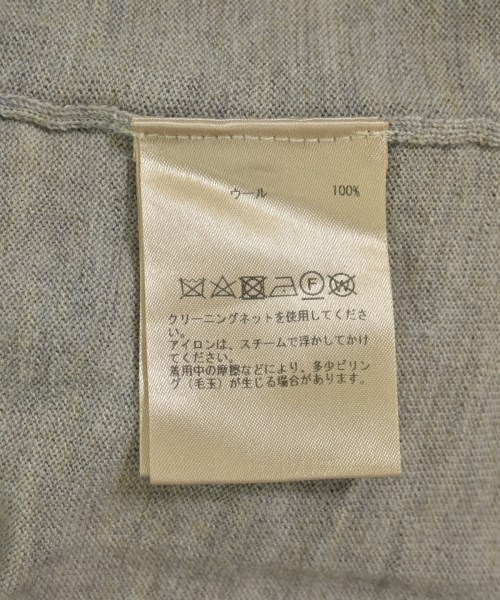 ウール 100%
F W
クリーニングネットを使用してくださ
い。
アイロンは、スチームで浮かしてかけ
てください。
着用中の摩擦などにより、多少ピリン
グ（毛玉）が生じる場合があります。